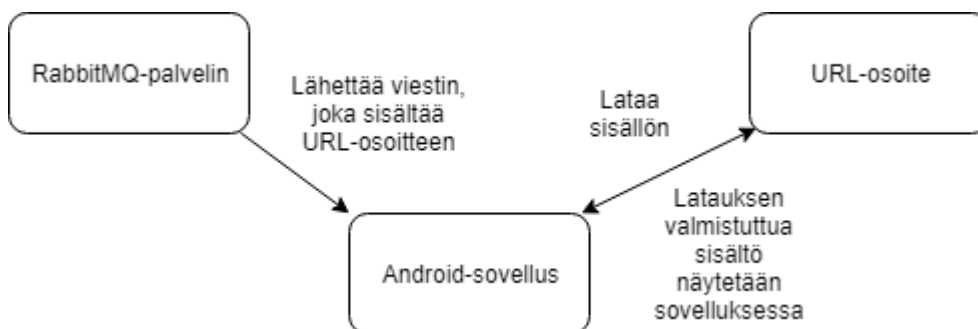 RabbitMQ-palvelin
Lähettää viestin,
joka sisältää
URL-osoitteen
Lataa
sisällön
URL-osoite
Android-sovellus
Latauksen
valmistuttua
sisältö
näytetään
sovelluksessa